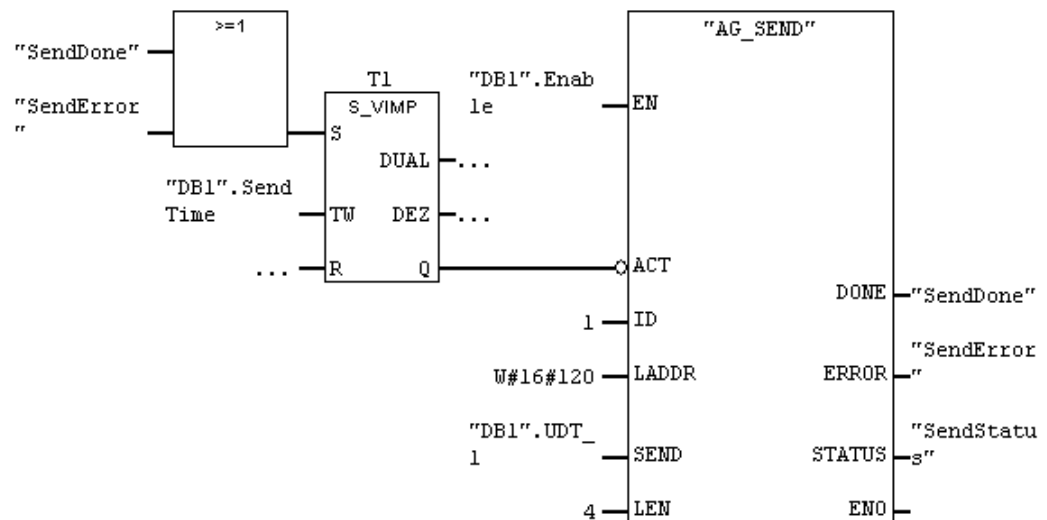 >=1
"SendDone"
"SendError
"
T1
S_VIMP
S
DUAL
...
"DB1".Send
Time
TW
DEZ
...
...
R
Q
"AG_SEND"
"DB1".Enab
le
EN
ACT
DONE
"SendDone"
1
ID
"SendError
"
W#16#120
LADDR
ERROR
"DB1".UDT_
1
SEND
"SendStatu
s"
STATUS
4
LEN
ENO